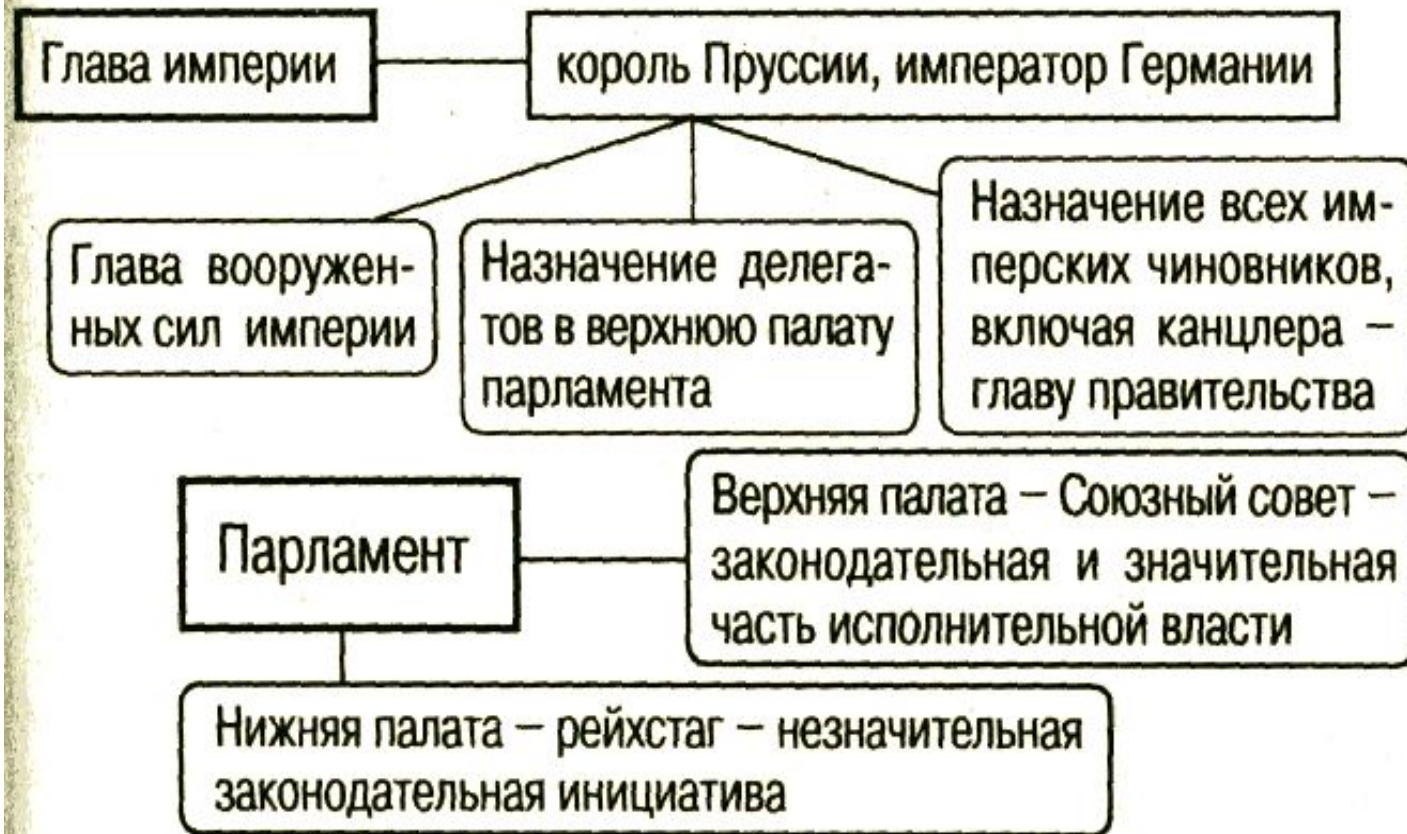 Глава империи
король Пруссии, император Германии
Глава вооружен-
ных сил империи
Назначение делега-
тов в верхнюю палату
парламента
Назначение всех им-
перских чиновников,
включая канцлера –
главу правительства
Парламент
Верхняя палата – Союзный совет –
законодательная и значительная
часть исполнительной власти
Нижняя палата – рейхстаг – незначительная
законодательная инициатива